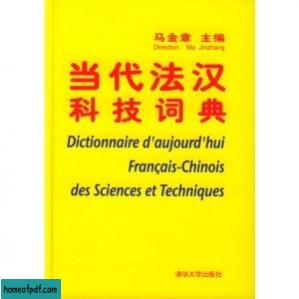 马金章 主编
Direction : Ma Jinzhang
当代法汉
科技词典
Dictionnaire d'aujourd'hui
Français-Chinois
des Sciences et Techniques
清华大学出版社
homeofpdf.com